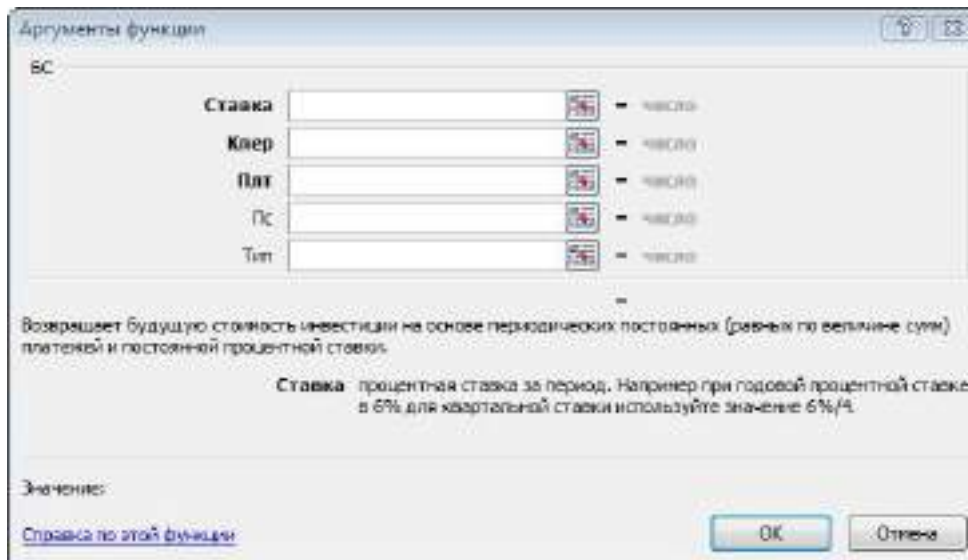 Аргументы функции
БС
Ставка = число
Кпер = число
Плт = число
Пс = число
Тип = число
=
Возвращает будущую стоимость инвестиции на основе периодических постоянных (равных по величине сумм)
платежей и постоянной процентной ставки.
Ставка процентная ставка за период. Например при годовой процентной ставке
в 6% для квартальной ставки используйте значение 6%/4.
Значение:
Справка по этой функции
ОК
Отмена